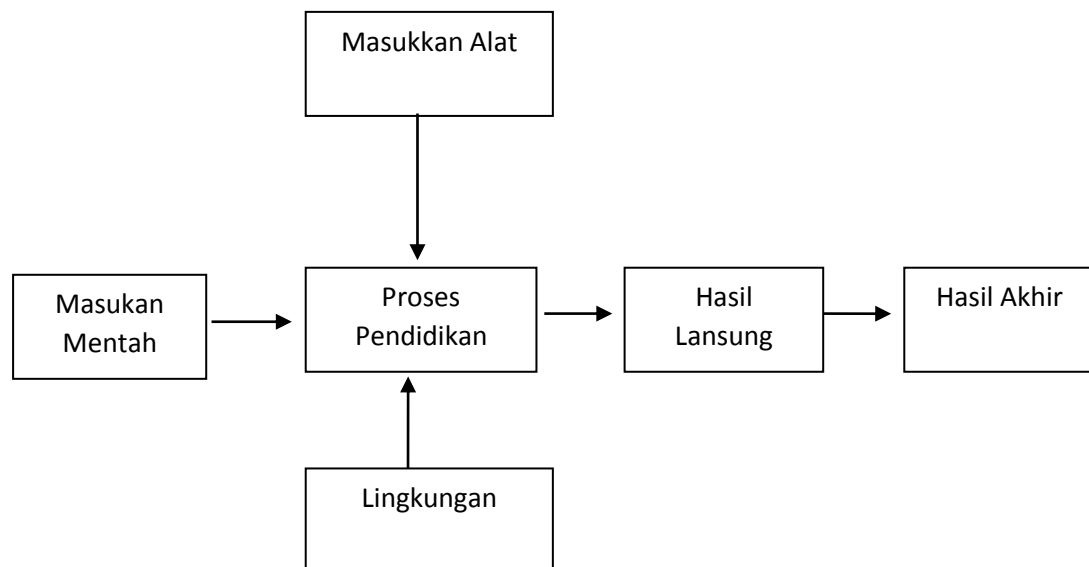 Masukkan Alat
Masukan
Mentah
Proses
Pendidikan
Hasil
Lansung
Hasil Akhir
Lingkungan